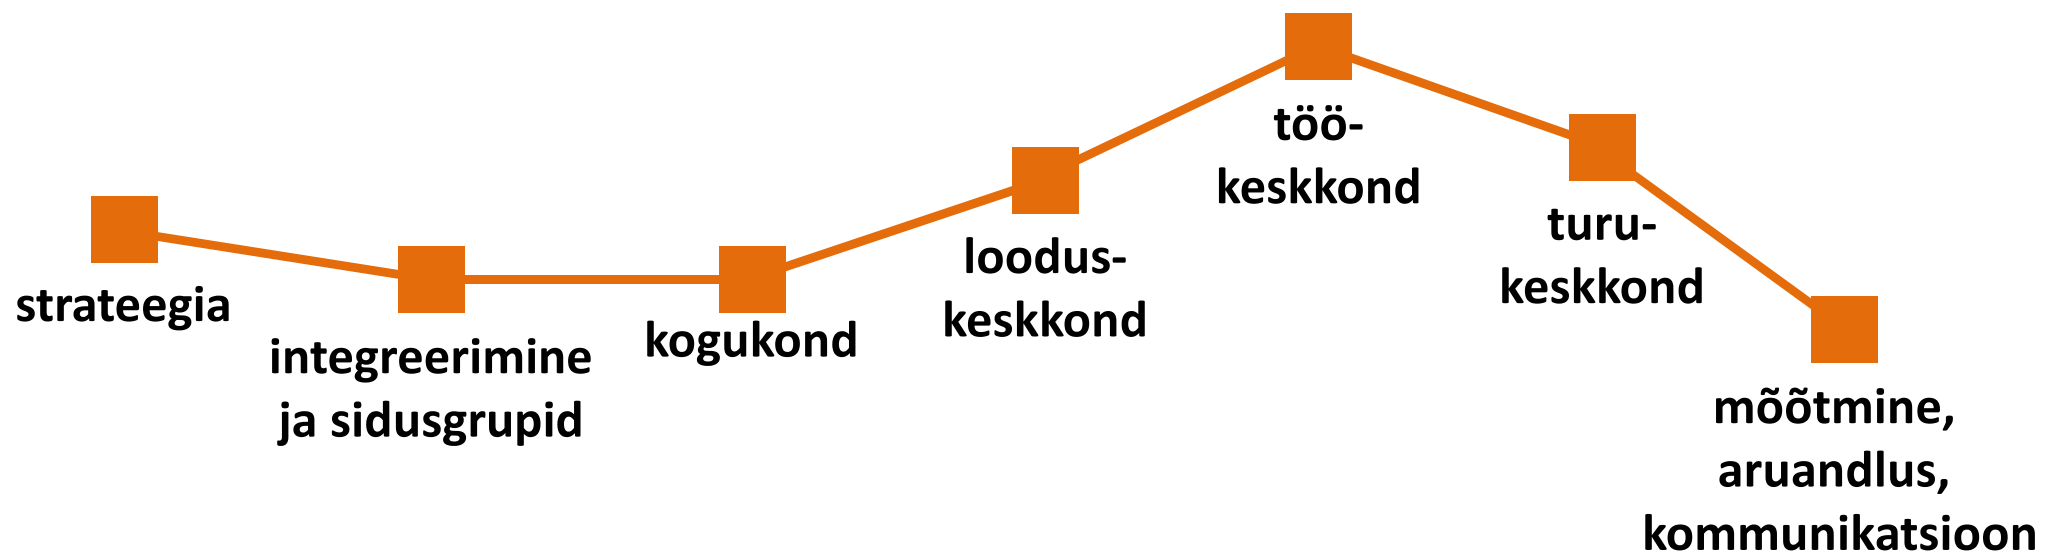 strateegia
integreerimine
ja sidusgrupid
kogukond
loodus-
keskkond
töö-
keskkond
turu-
keskkond
mõõtmine,
aruandlus,
kommunikatsioon